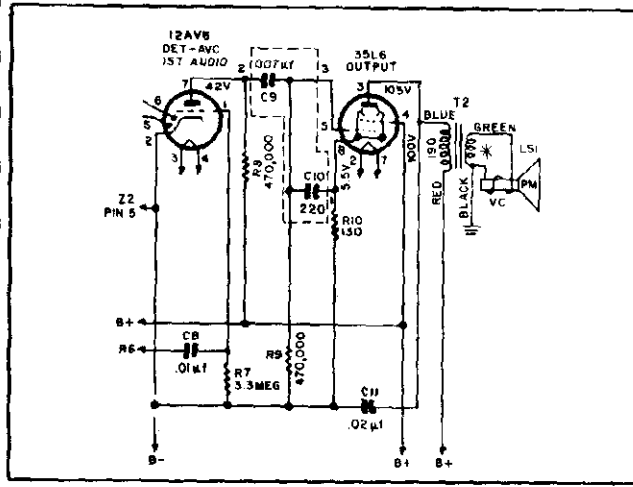 12AV6
DET-AVC
1ST AUDIO
35L6
OUTPUT
2
.007µf
3
3
105V
T2
7
42V
C9
4
BLUE
GREEN
6
1
5
100V
190
LS1
5
2
8
2
7
3
4
R8
470,000
5.5V
RED
BLACK
VC
PM
C10
220
R10
130
Z2
PIN 5
B+
R6
C8
.01µf
R7
3.3MEG
R9
470,000
C11
.02µf
B-
B+
B+